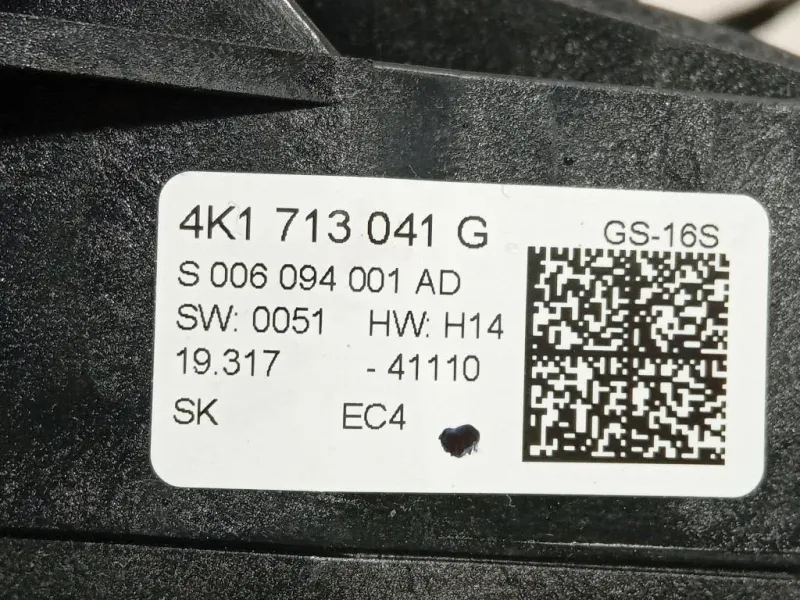 4K1 713 041 G
GS-16S
S 006 094 001 AD
SW: 0051 HW: H14
19.317 - 41110
SK EC4